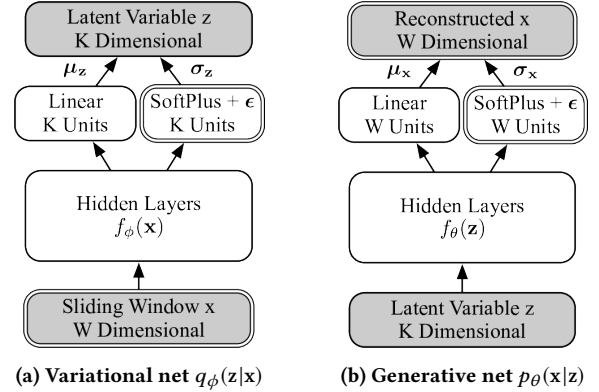 Latent Variable z
K Dimensional
μz
σz
Linear
K Units
SoftPlus + ϵ
K Units
Hidden Layers
fϕ(x)
Sliding Window x
W Dimensional
(a) Variational net qϕ(z|x)
Reconstructed x
W Dimensional
μx
σx
Linear
W Units
SoftPlus + ϵ
W Units
Hidden Layers
fθ(z)
Latent Variable z
K Dimensional
(b) Generative net pθ(x|z)